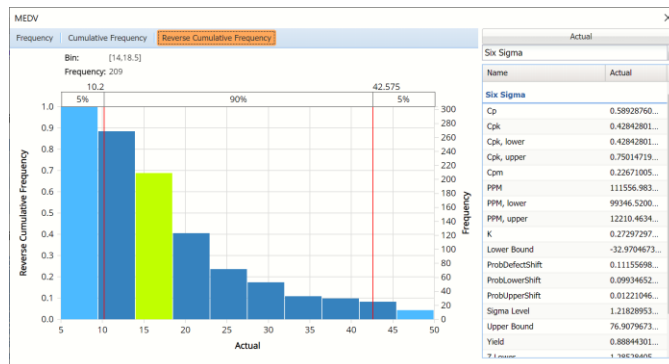 MEDV
Frequency Cumulative Frequency Reverse Cumulative Frequency
Bin: [14,18.5]
Frequency: 209
10.2 42.575
5% 90% 5%
1.0
0.9
0.8
0.7
0.6
0.5
0.4
0.3
0.2
0.1
0.0
Reverse Cumulative Frequency
300
280
260
240
220
200
180
160
140
120
100
80
60
40
20
0
Frequency
5 10 15 20 25 30 35 40 45 50
Actual
Actual
Six Sigma
Name Actual
Six Sigma
Cp 0.58928760...
Cpk 0.42842801...
Cpk, lower 0.42842801...
Cpk, upper 0.75014719...
Cpm 0.22671005...
PPM 111556.983...
PPM, lower 99346.5200...
PPM, upper 12210.4634...
K 0.27297297...
Lower Bound -32.9704673...
ProbDefectShift 0.11155698...
ProbLowerShift 0.09934652...
ProbUpperShift 0.01221046...
Sigma Level 1.21828953...
Upper Bound 76.9079673...
Yield 0.88844301...
Z Lower 1.28528405...